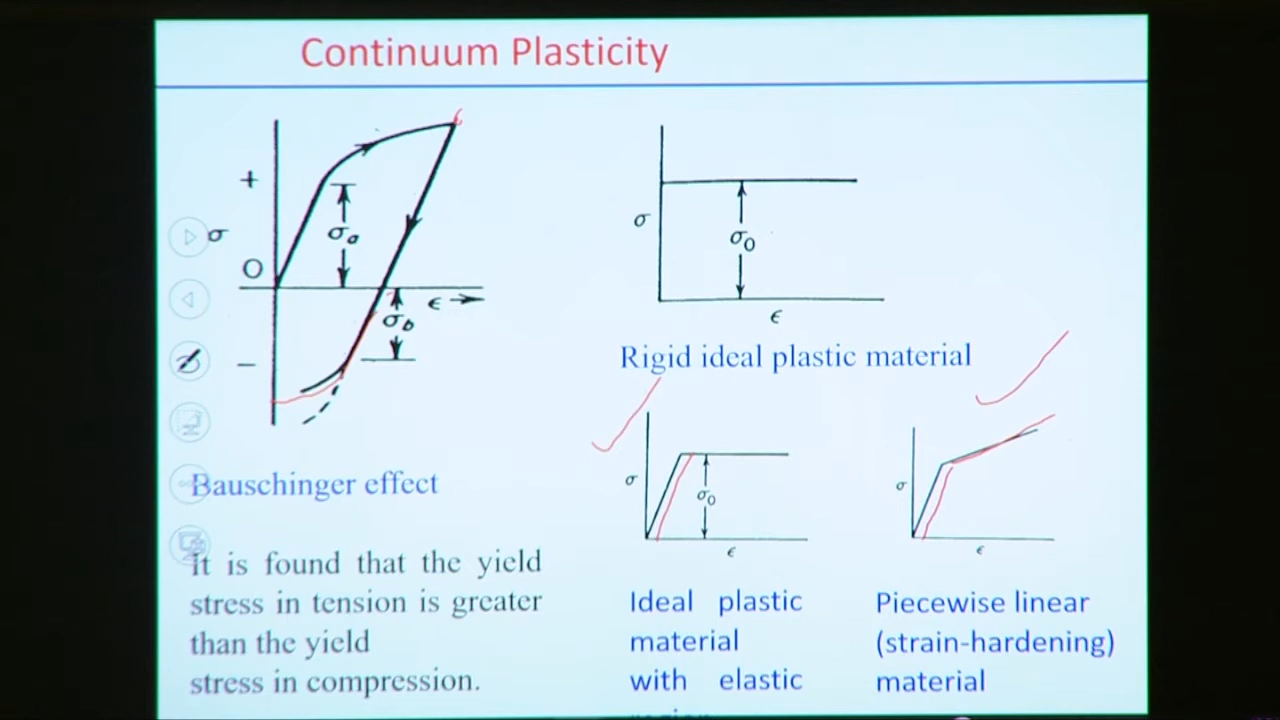 Continuum Plasticity
+
σ
σa
O
ϵ
σb
−
Bauschinger effect
It is found that the yield
stress in tension is greater
than the yield
stress in compression.
σ
σ0
ϵ
Rigid ideal plastic material
σ
σ0
ϵ
Ideal plastic
material
with elastic
σ
ϵ
Piecewise linear
(strain-hardening)
material